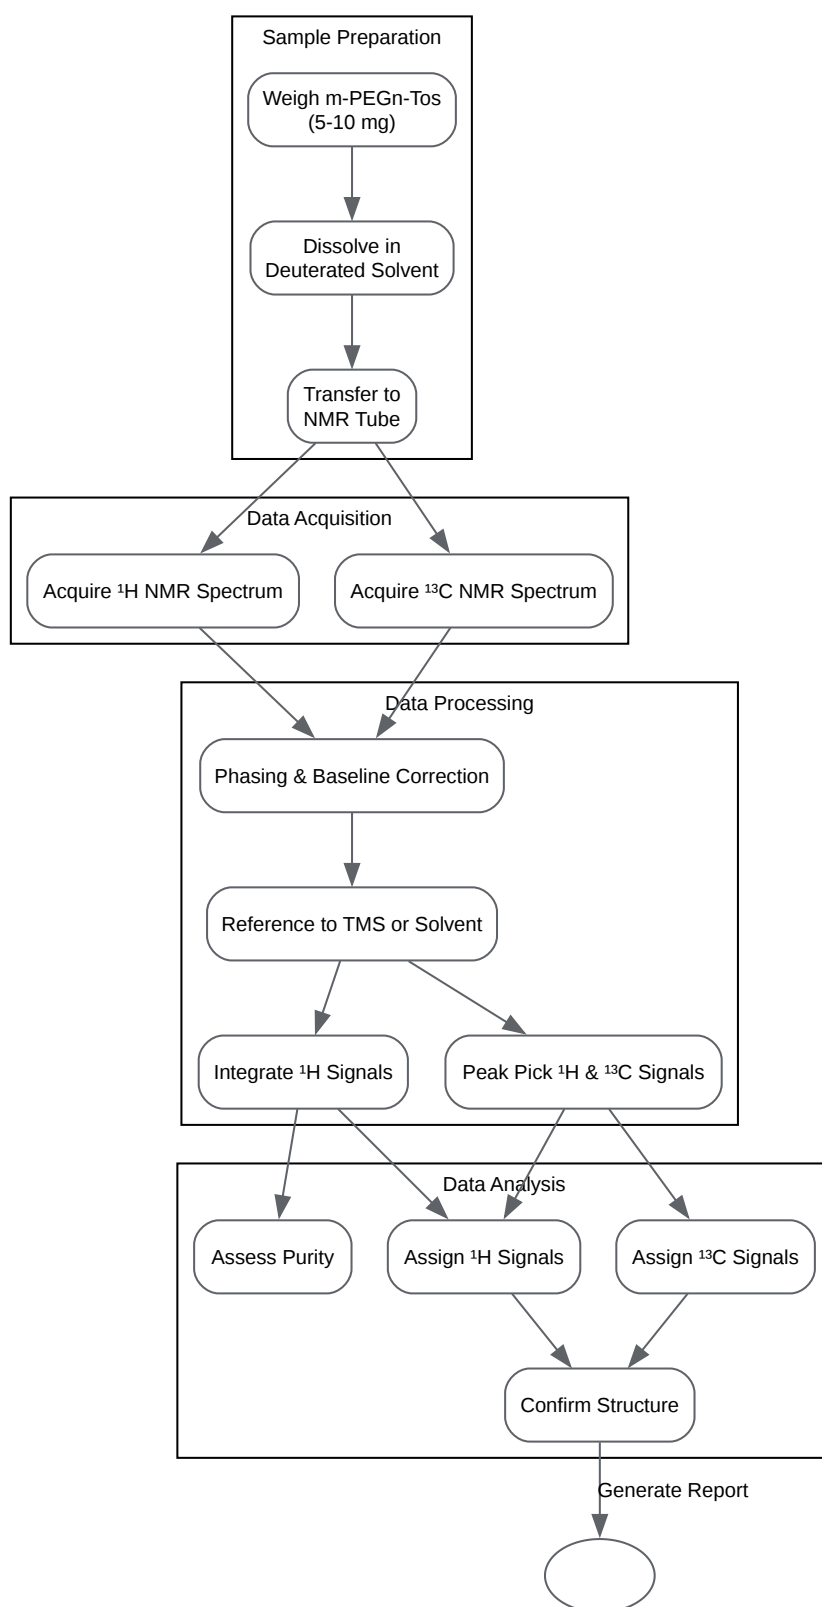 Sample Preparation
Weigh m-PEGn-Tos
(5-10 mg)
Dissolve in
Deuterated Solvent
Transfer to
NMR Tube
Data Acquisition
Acquire ¹H NMR Spectrum
Acquire ¹³C NMR Spectrum
Data Processing
Phasing & Baseline Correction
Reference to TMS or Solvent
Integrate ¹H Signals
Peak Pick ¹H & ¹³C Signals
Data Analysis
Assess Purity
Assign ¹H Signals
Assign ¹³C Signals
Confirm Structure
Generate Report